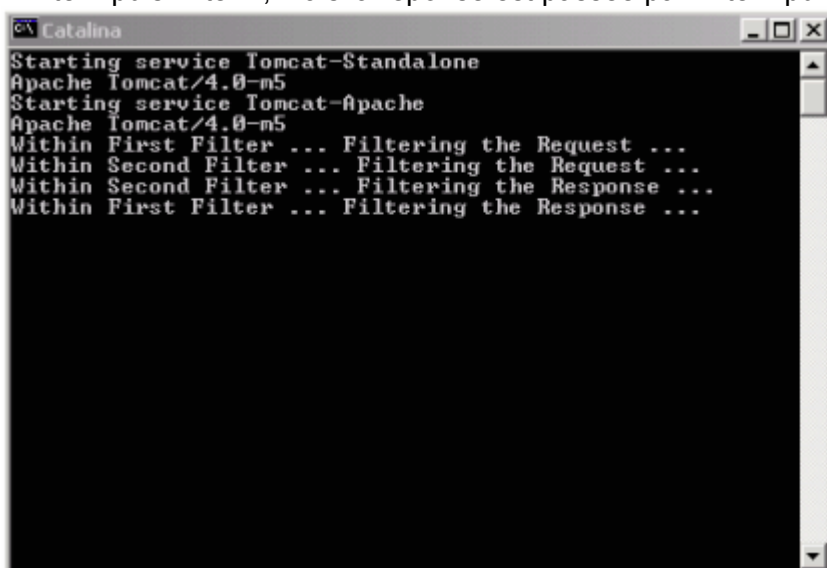 Catalina
Starting service Tomcat-Standalone
Apache Tomcat/4.0-m5
Starting service Tomcat-Apache
Apache Tomcat/4.0-m5
Within First Filter ... Filtering the Request ...
Within Second Filter ... Filtering the Request ...
Within Second Filter ... Filtering the Response ...
Within First Filter ... Filtering the Response ...